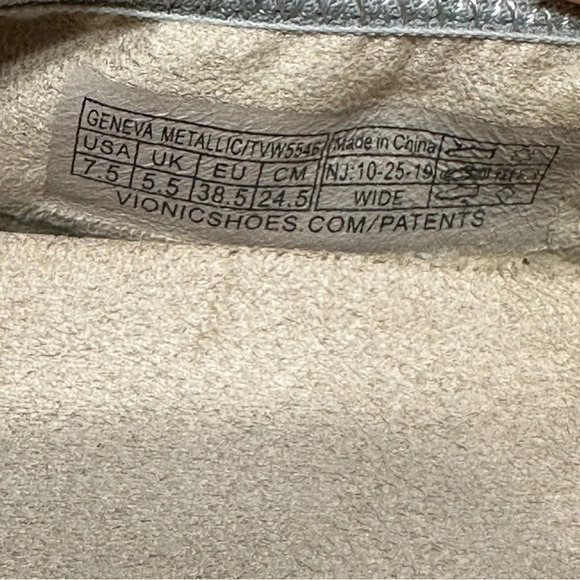 GENEVA METALLIC/TVW5546 Made in China
USA UK EU CM NJ:10-25-19
7.5 5.5 38.5 24.5 WIDE
VIONICSHOES.COM/PATENTS